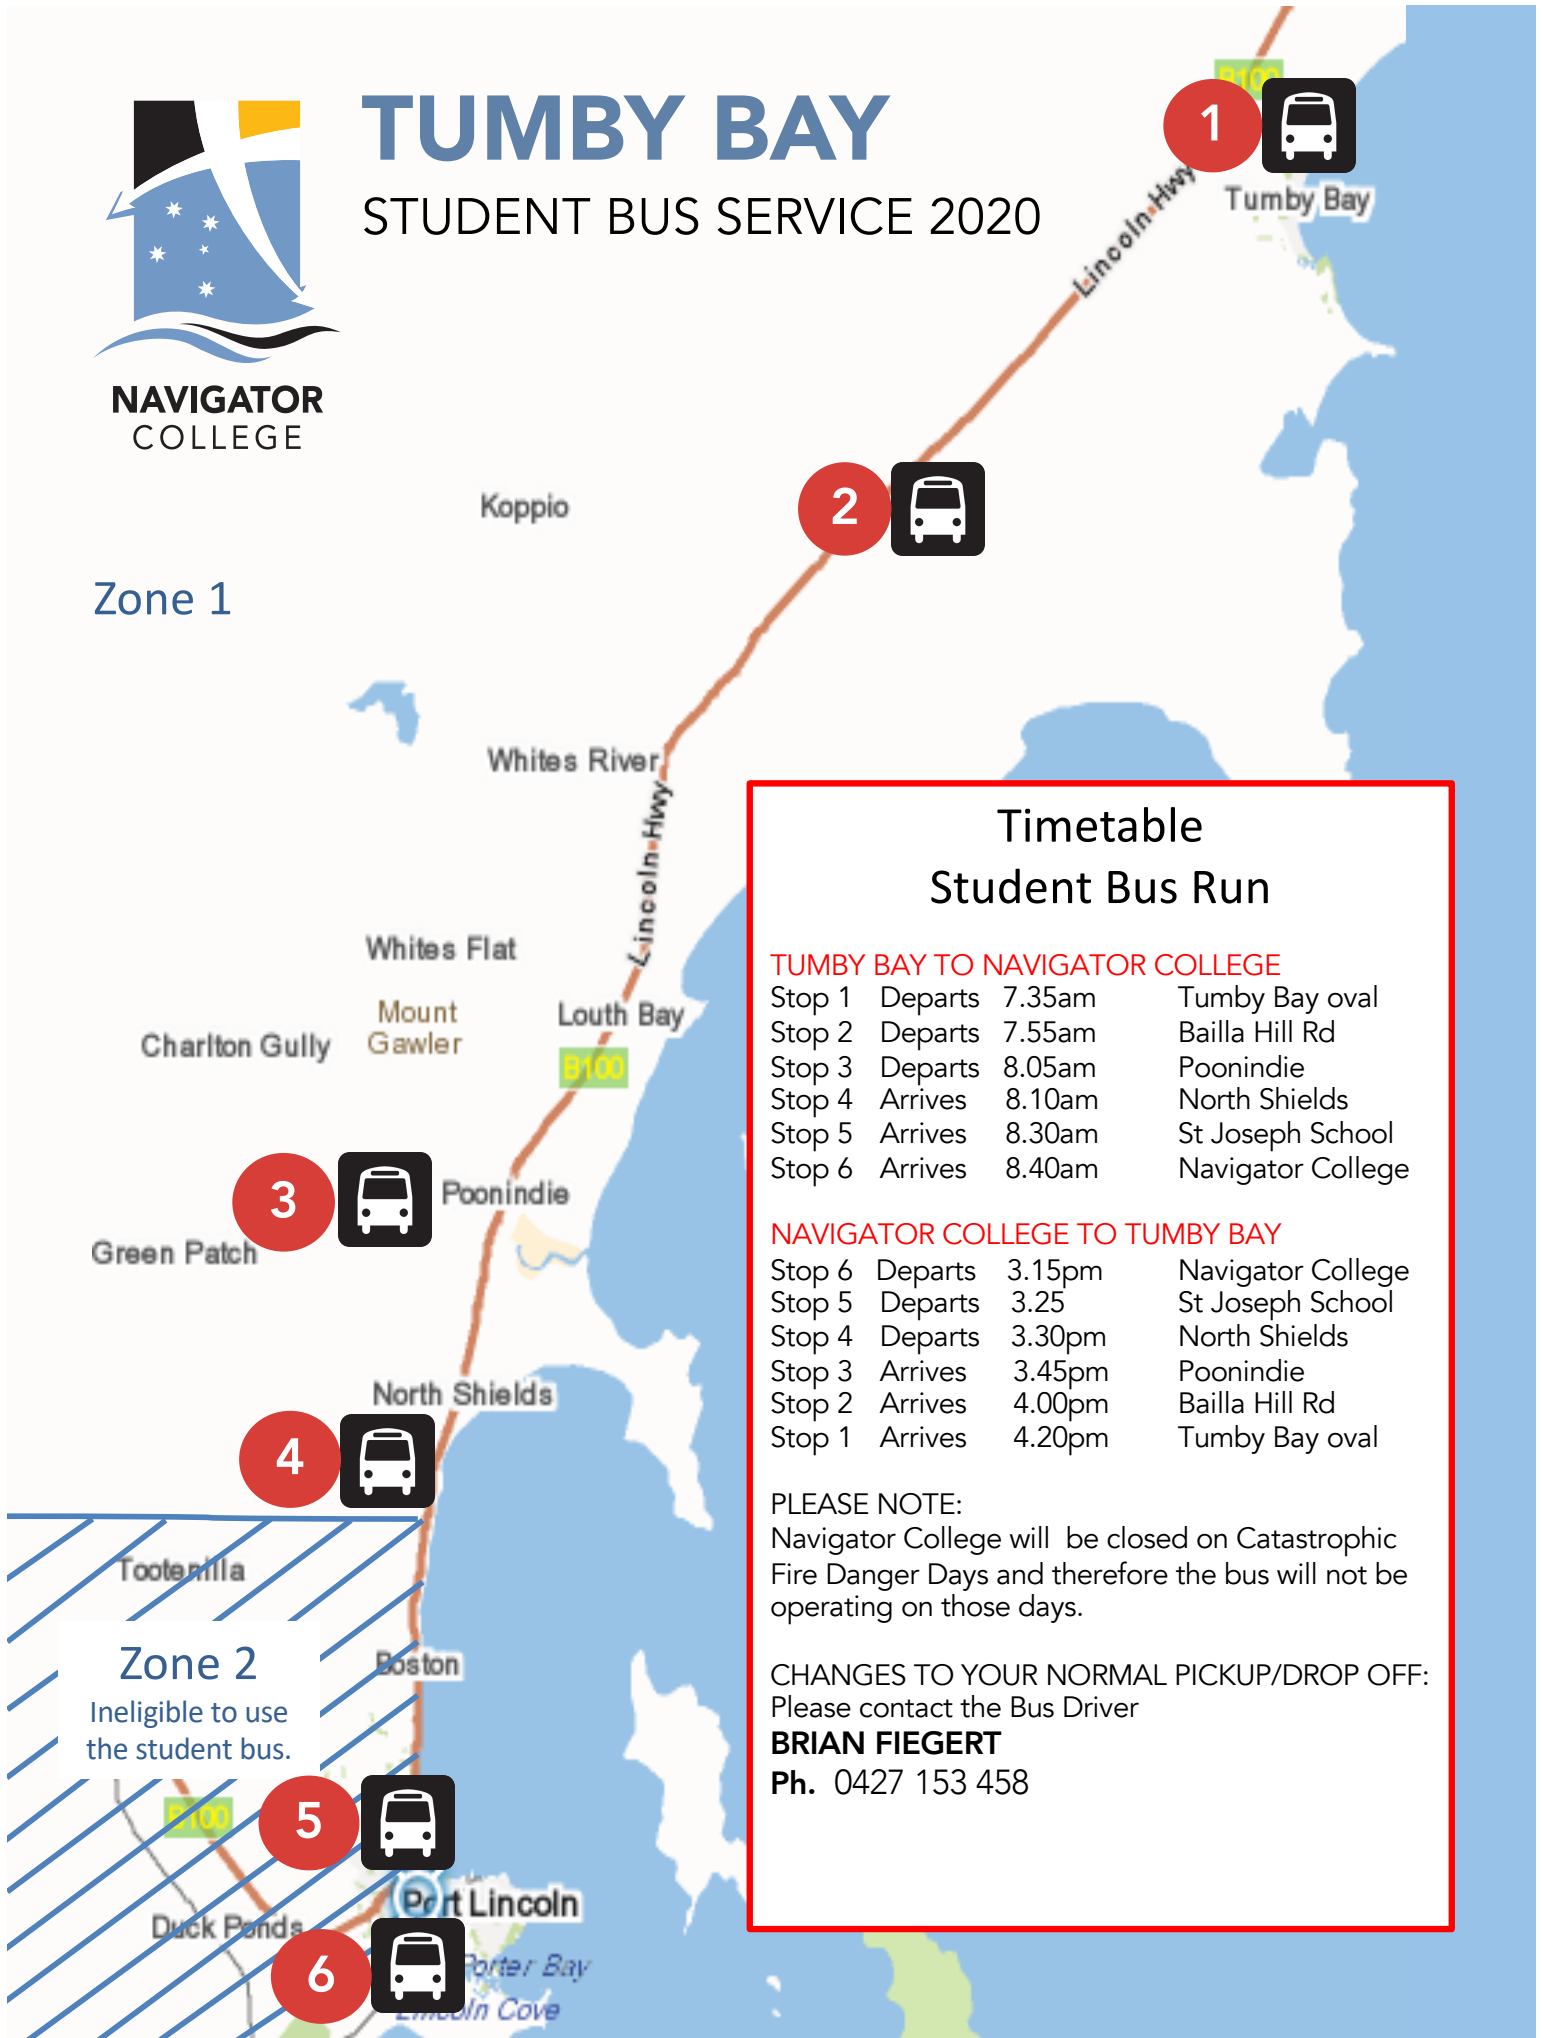 TUMBY BAY
STUDENT BUS SERVICE 2020
NAVIGATOR
COLLEGE
B100
1
Tumby Bay
Lincoln Hwy
2
Koppio
Zone 1
Whites River
Lincoln Hwy
Whites Flat
Mount
Gawler
Louth Bay
Charlton Gully
B100
3
Poonindie
Green Patch
North Shields
4
Tootenilla
Zone 2
Ineligible to use
the student bus.
Boston
B100
5
Port Lincoln
Duck Ponds
6
Porter Bay
Lincoln Cove
Timetable
Student Bus Run
TUMBY BAY TO NAVIGATOR COLLEGE
Stop 1 Departs 7.35am Tumby Bay oval
Stop 2 Departs 7.55am Bailla Hill Rd
Stop 3 Departs 8.05am Poonindie
Stop 4 Arrives 8.10am North Shields
Stop 5 Arrives 8.30am St Joseph School
Stop 6 Arrives 8.40am Navigator College
NAVIGATOR COLLEGE TO TUMBY BAY
Stop 6 Departs 3.15pm Navigator College
Stop 5 Departs 3.25 St Joseph School
Stop 4 Departs 3.30pm North Shields
Stop 3 Arrives 3.45pm Poonindie
Stop 2 Arrives 4.00pm Bailla Hill Rd
Stop 1 Arrives 4.20pm Tumby Bay oval
PLEASE NOTE:
Navigator College will be closed on Catastrophic
Fire Danger Days and therefore the bus will not be
operating on those days.
CHANGES TO YOUR NORMAL PICKUP/DROP OFF:
Please contact the Bus Driver
BRIAN FIEGERT
Ph. 0427 153 458